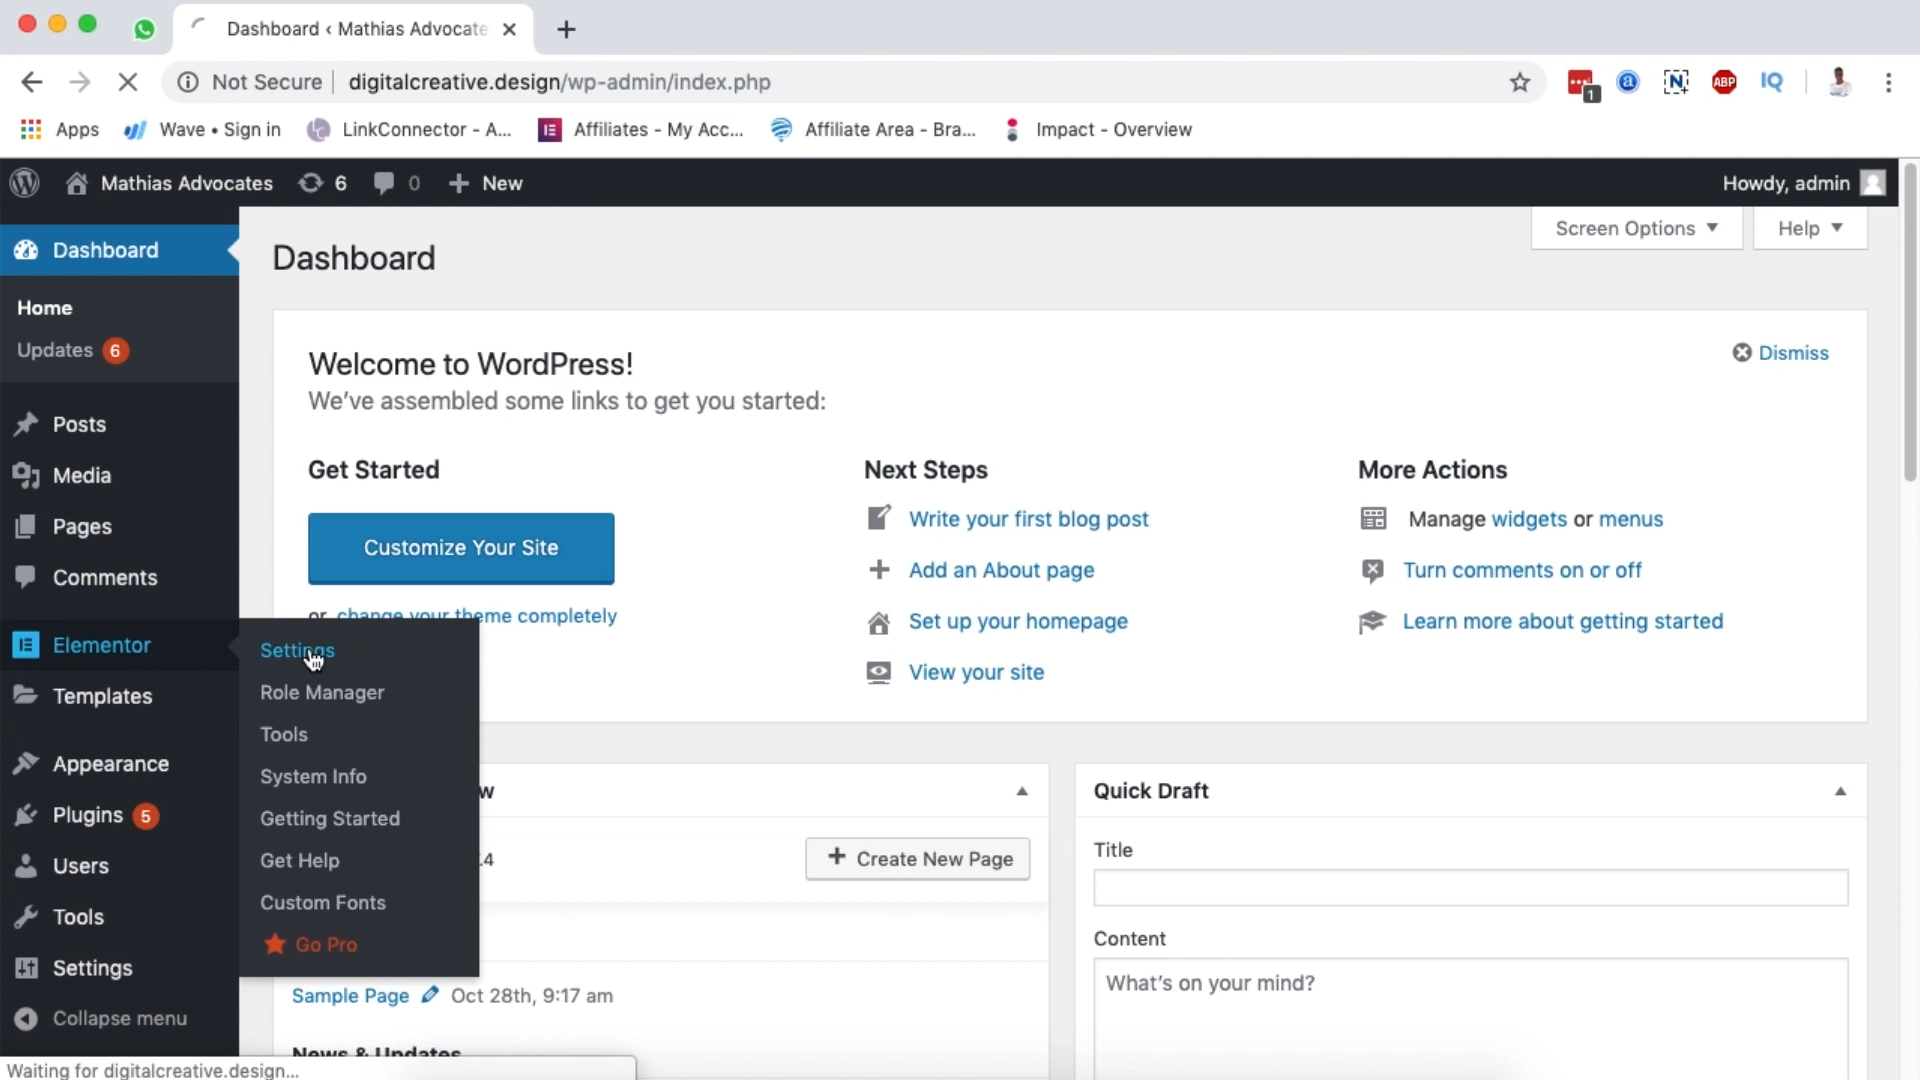 Dashboard ‹ Mathias Advocate
Not Secure digitalcreative.design/wp-admin/index.php
1 ABP IQ
Apps Wave • Sign in LinkConnector - A... Affiliates - My Acc... Affiliate Area - Bra... Impact - Overview
Mathias Advocates 6 0 New Howdy, admin
Screen Options Help
Dashboard
Dashboard
Home
Updates 6
Welcome to WordPress!
Dismiss
We've assembled some links to get you started:
Posts
Media
Pages
Comments
Get Started
Customize Your Site
or change your theme completely
Next Steps
Write your first blog post
Add an About page
Set up your homepage
View your site
More Actions
Manage widgets or menus
Turn comments on or off
Learn more about getting started
Elementor
Settings
Role Manager
Tools
System Info
Getting Started
Get Help
Custom Fonts
Go Pro
Templates
Appearance
Plugins 5
Users
Tools
Settings
Collapse menu
w
.4
Create New Page
Sample Page Oct 28th, 9:17 am
News & Updates
Quick Draft
Title
Content
What's on your mind?
Waiting for digitalcreative.design...